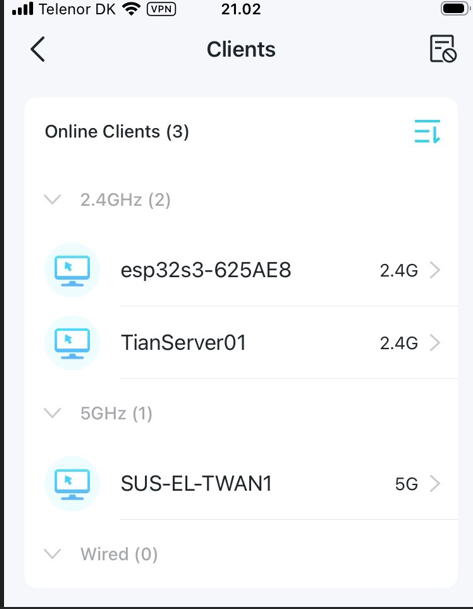 Telenor DK VPN 21.02
Clients
Online Clients (3)
2.4GHz (2)
esp32s3-625AE8 2.4G
TianServer01 2.4G
5GHz (1)
SUS-EL-TWAN1 5G
Wired (0)